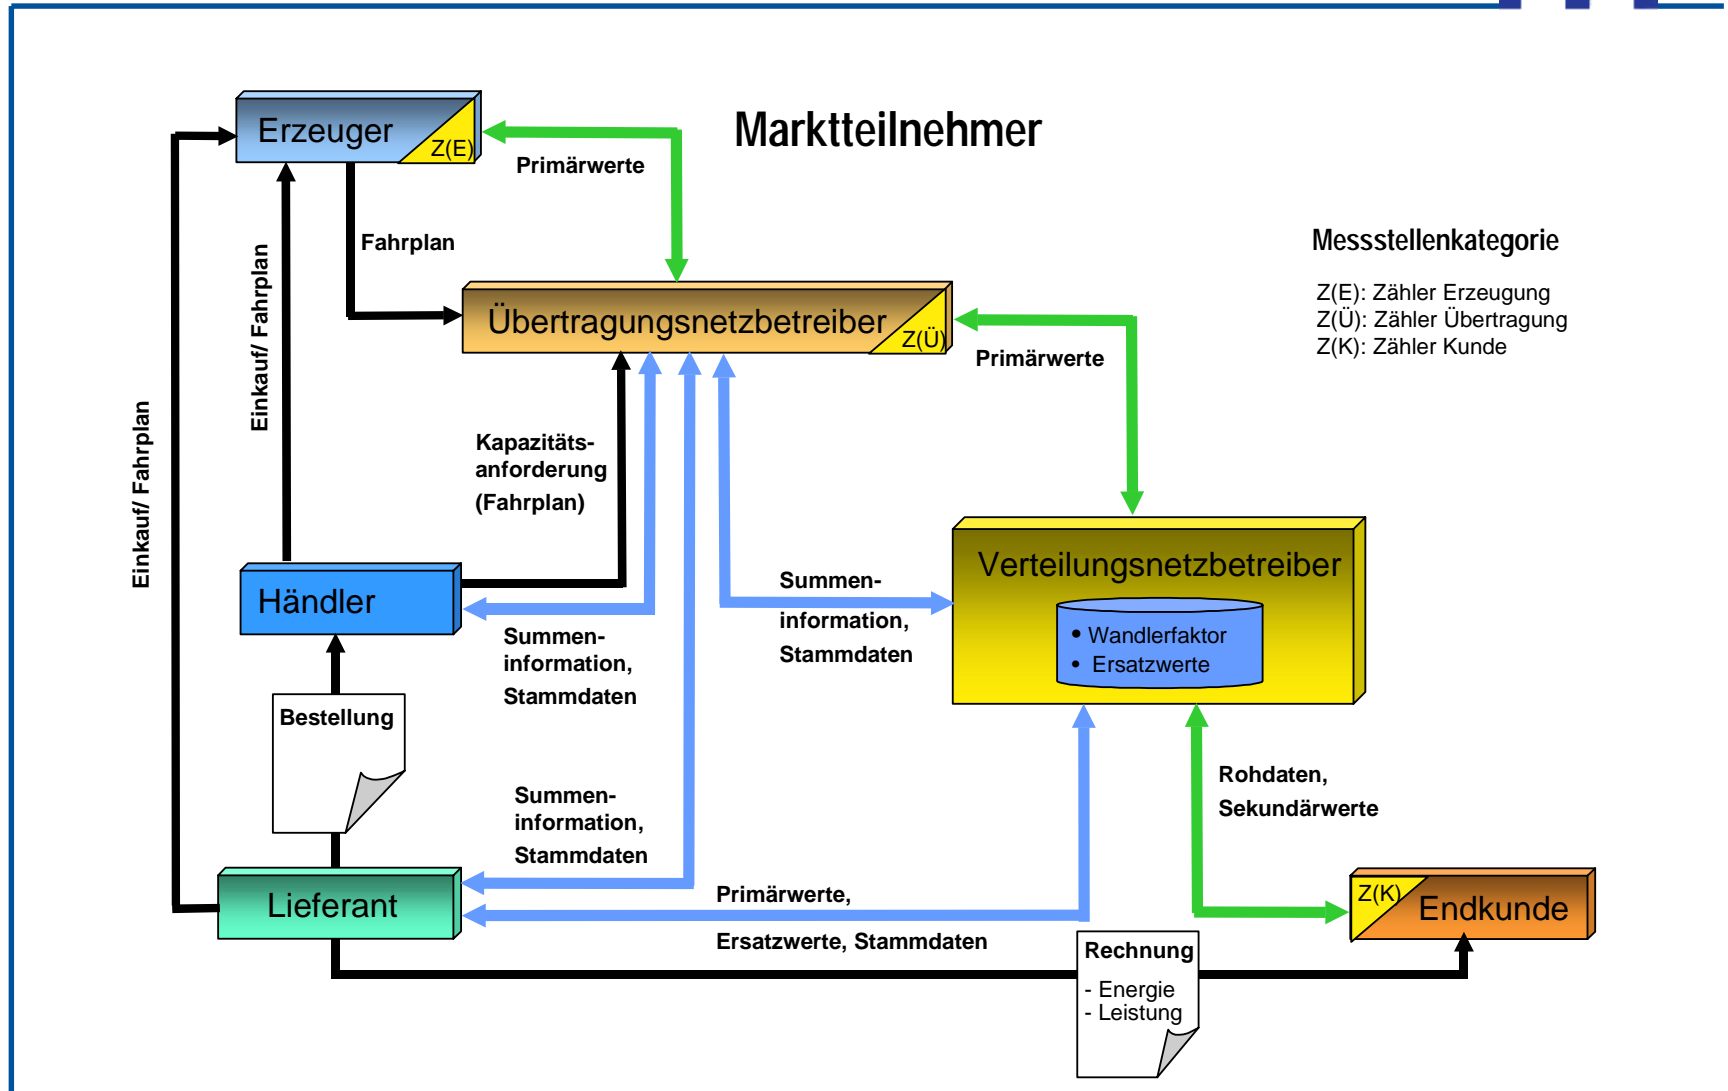 Marktteilnehmer
Erzeuger
Z(E)
Primärwerte
Fahrplan
Einkauf/ Fahrplan
Einkauf/ Fahrplan
Messstellenkategorie
Z(E): Zähler Erzeugung
Z(Ü): Zähler Übertragung
Z(K): Zähler Kunde
Übertragungsnetzbetreiber
Z(Ü)
Primärwerte
Kapazitäts-
anforderung
(Fahrplan)
Händler
Summen-
information,
Stammdaten
Summen-
information,
Stammdaten
Verteilungsnetzbetreiber
• Wandlerfaktor
• Ersatzwerte
Bestellung
Summen-
information,
Stammdaten
Rohdaten,
Sekundärwerte
Lieferant
Primärwerte,
Ersatzwerte, Stammdaten
Z(K)
Endkunde
Rechnung
- Energie
- Leistung